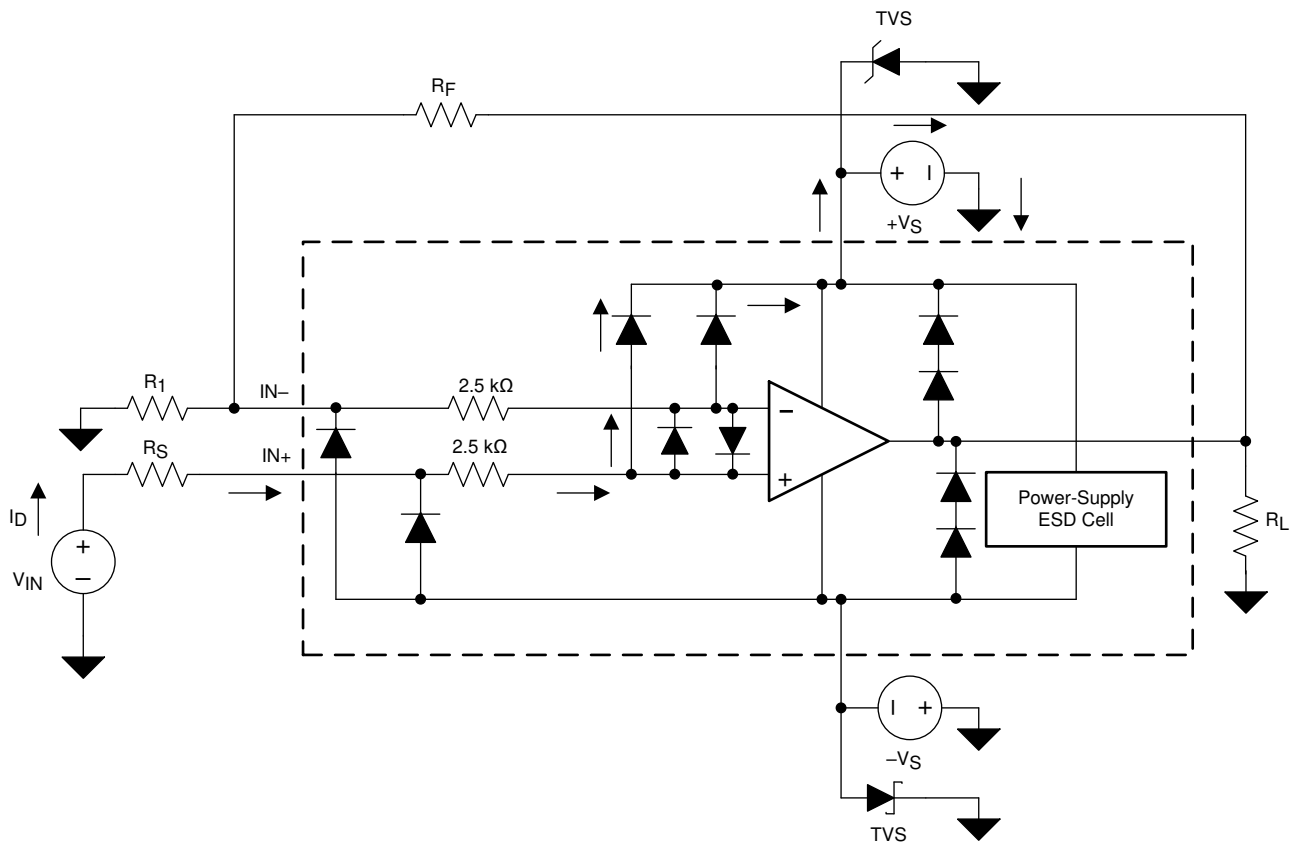 TVS
RF
+ –
+VS
R1
IN–
2.5 kΩ
–
RS
IN+
2.5 kΩ
+
ID
+
–
VIN
Power-Supply
ESD Cell
RL
– +
–VS
TVS